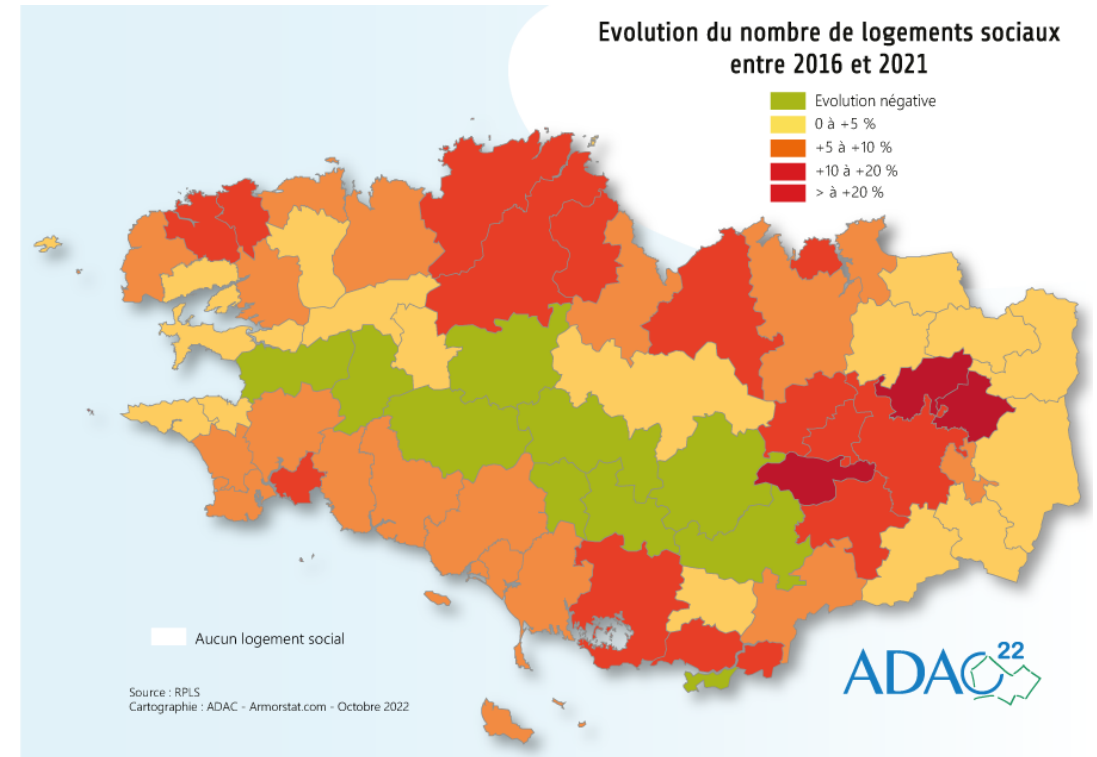 Evolution du nombre de logements sociaux
entre 2016 et 2021
Evolution négative
0 à +5 %
+5 à +10 %
+10 à +20 %
> à +20 %
Aucun logement social
Source : RPLS
Cartographie : ADAC - Armorstat.com - Octobre 2022
ADAC 22